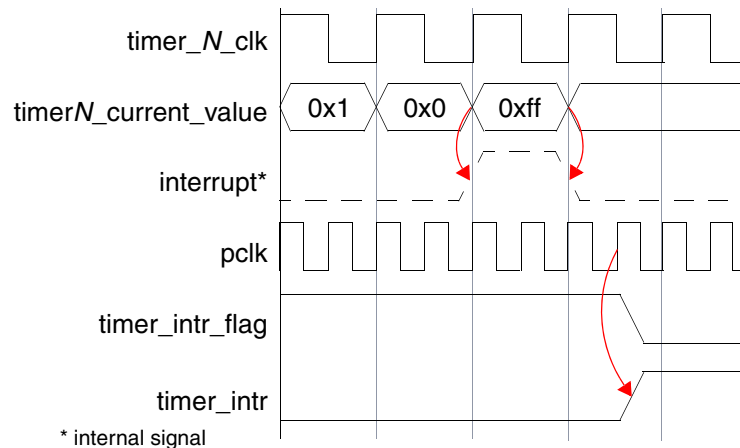 timer_N_clk
timerN_current_value
0x1 0x0 0xff
interrupt*
pclk
timer_intr_flag
timer_intr
* internal signal